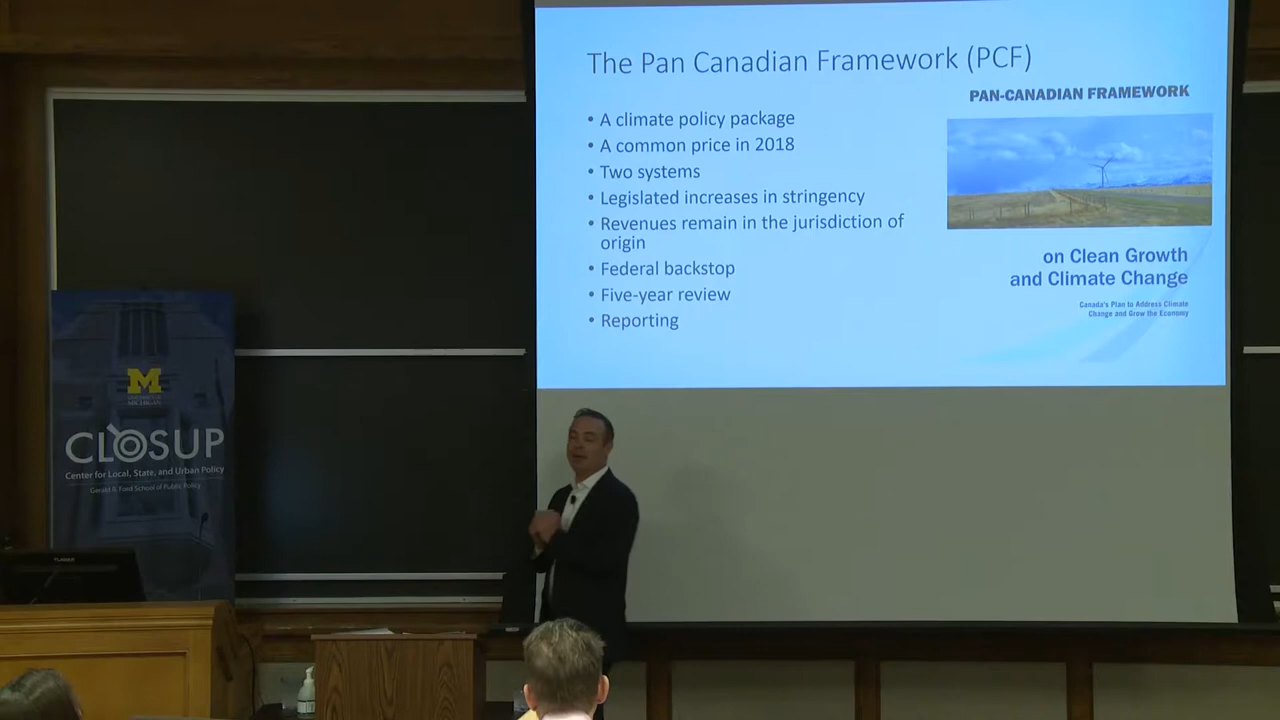 The Pan Canadian Framework (PCF)
• A climate policy package
• A common price in 2018
• Two systems
• Legislated increases in stringency
• Revenues remain in the jurisdiction of
origin
• Federal backstop
• Five-year review
• Reporting
PAN-CANADIAN FRAMEWORK
on Clean Growth
and Climate Change
Canada's Plan to Address Climate
Change and Grow the Economy
M
CLOSUP
Center for Local, State, and Urban Policy
Gerald R. Ford School of Public Policy